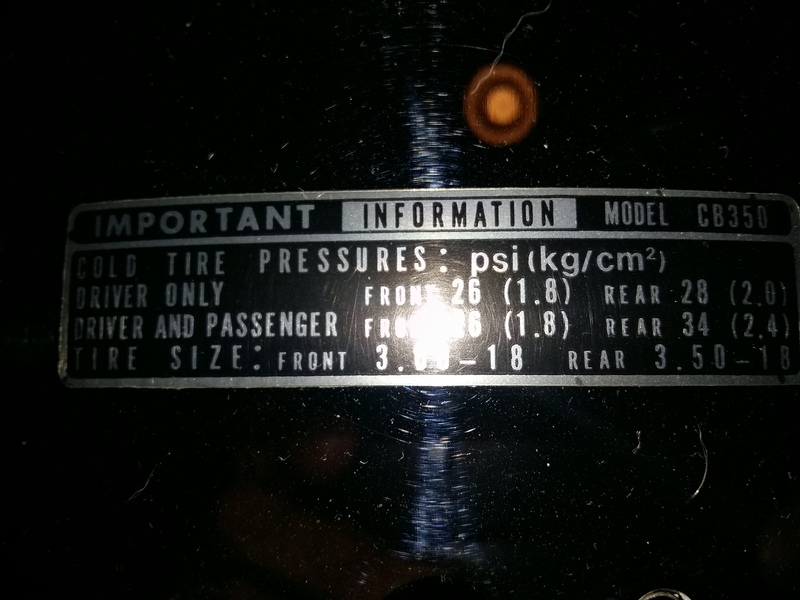 IMPORTANT INFORMATION MODEL CB350
COLD TIRE PRESSURES: psi (kg/cm²)
DRIVER ONLY FRONT 26 (1.8) REAR 28 (2.0)
DRIVER AND PASSENGER (1.8) REAR 34 (2.4)
TIRE SIZE: FRONT REAR 3.50-18